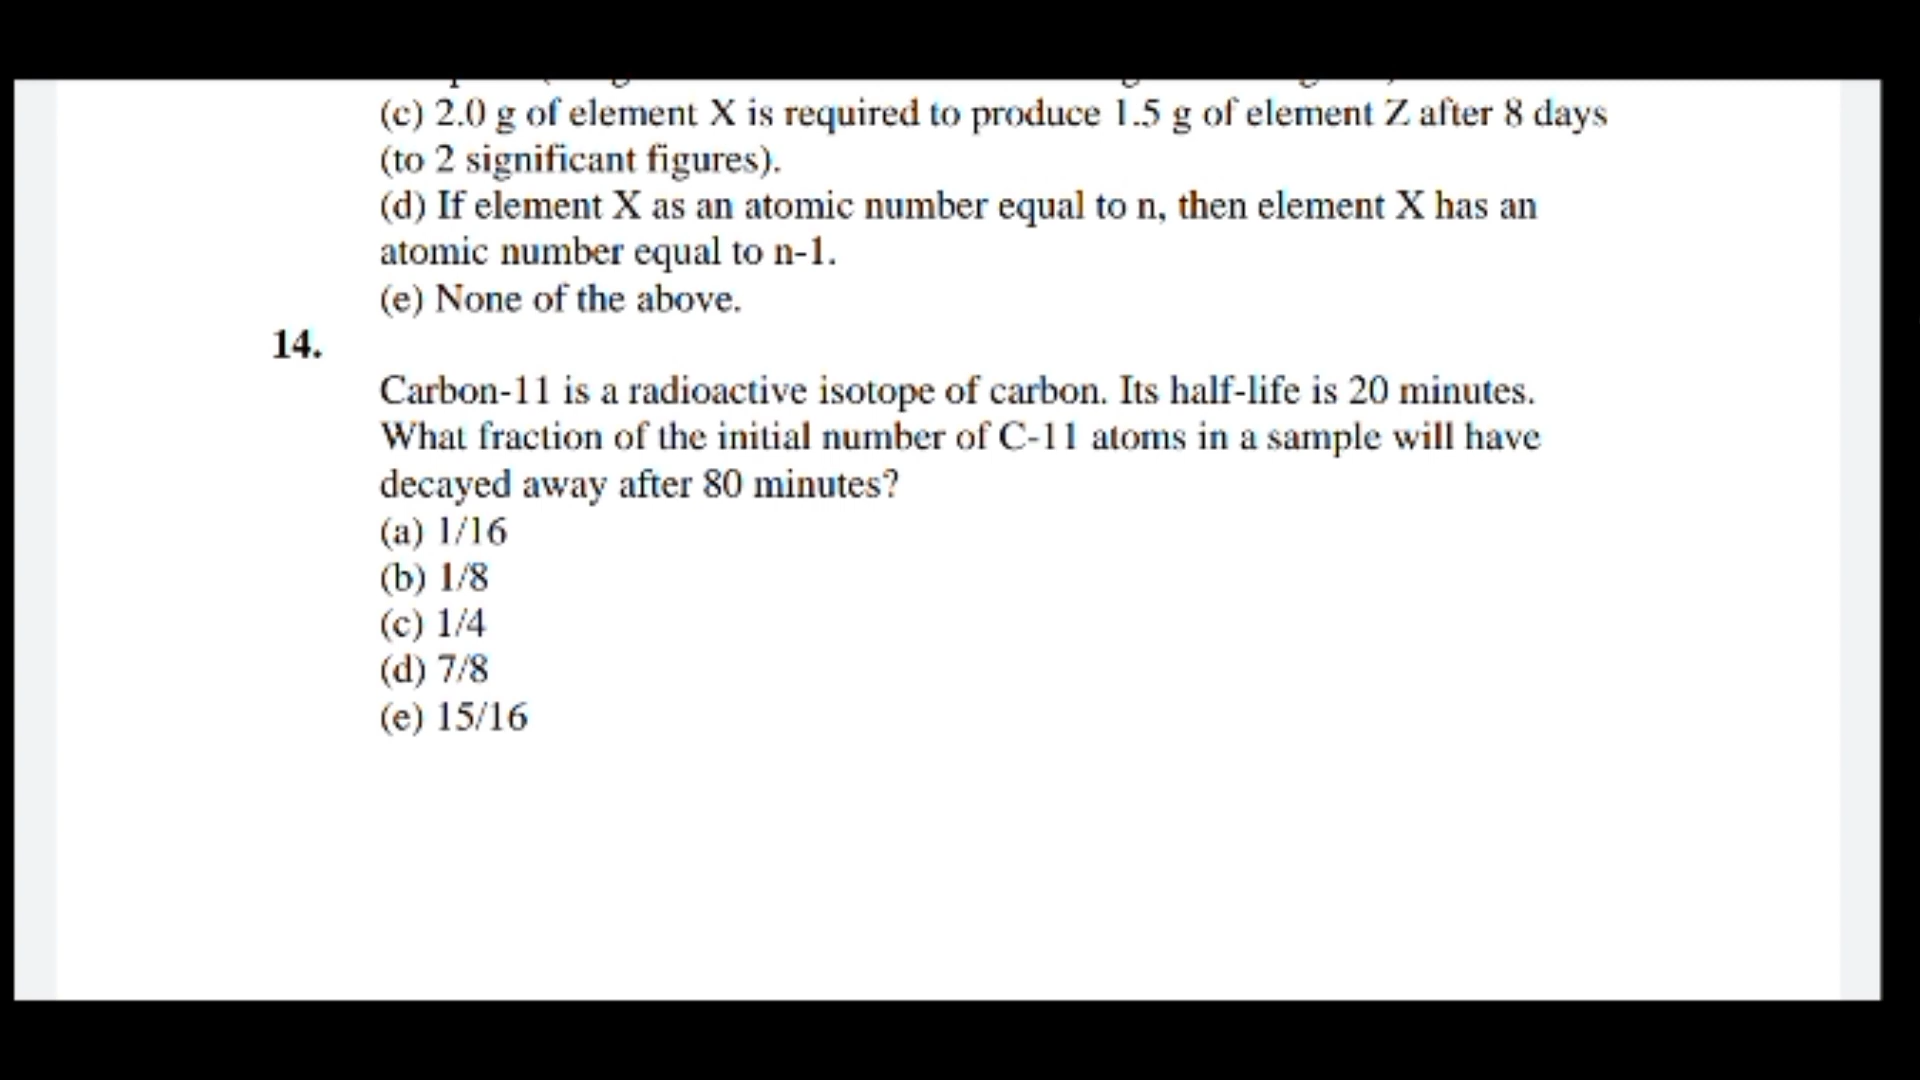 (c) 2.0 g of element X is required to produce 1.5 g of element Z after 8 days
(to 2 significant figures).
(d) If element X as an atomic number equal to n, then element X has an
atomic number equal to n-1.
(e) None of the above.
14.
Carbon-11 is a radioactive isotope of carbon. Its half-life is 20 minutes.
What fraction of the initial number of C-11 atoms in a sample will have
decayed away after 80 minutes?
(a) 1/16
(b) 1/8
(c) 1/4
(d) 7/8
(e) 15/16